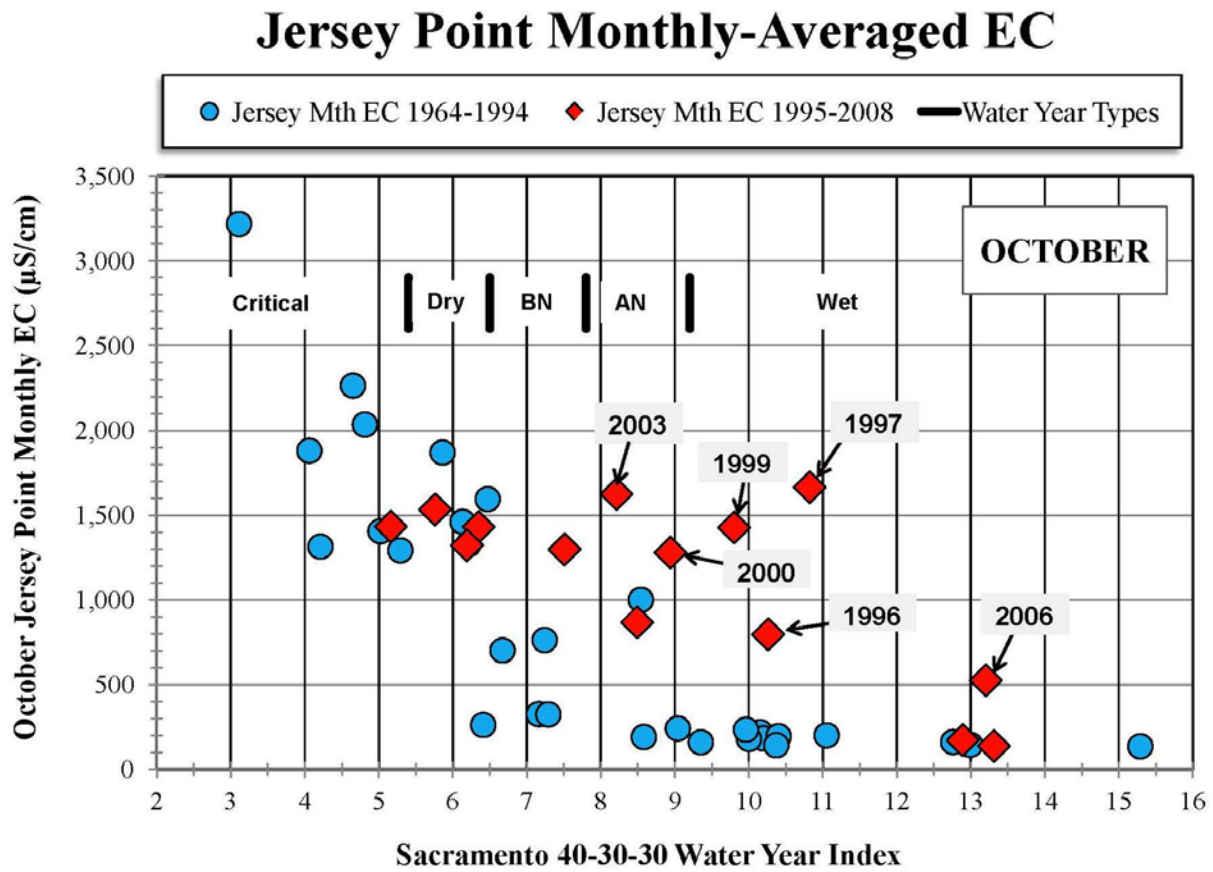 Jersey Point Monthly-Averaged EC
Jersey Mth EC 1964-1994 Jersey Mth EC 1995-2008 Water Year Types
October Jersey Point Monthly EC (µS/cm)
3,500
3,000
2,500
2,000
1,500
1,000
500
0
OCTOBER
Critical Dry BN AN Wet
2003
1997
1999
2000
1996
2006
2 3 4 5 6 7 8 9 10 11 12 13 14 15 16
Sacramento 40-30-30 Water Year Index